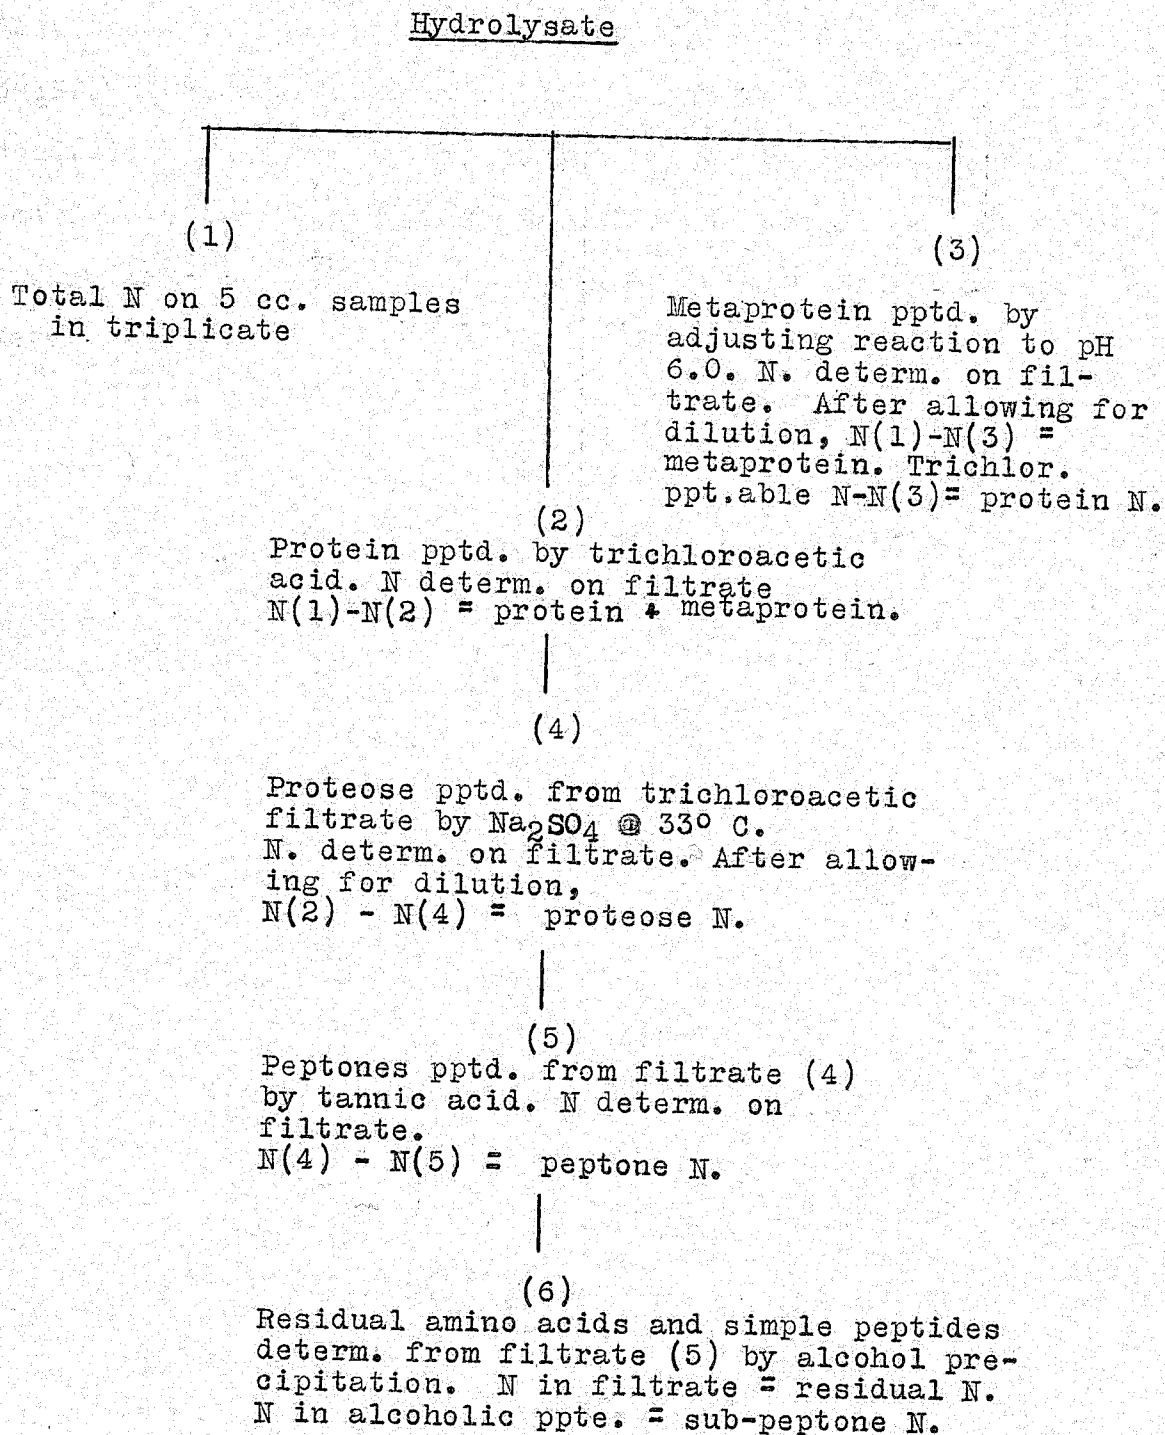 Hydrolysate
(1)
Total N on 5 cc. samples
in triplicate
(3)
Metaprotein pptd. by
adjusting reaction to pH
6.0. N. determ. on fil-
trate. After allowing for
dilution, N(1)-N(3) =
metaprotein. Trichlor.
ppt.able N-N(3)= protein N.
(2)
Protein pptd. by trichloroacetic
acid. N determ. on filtrate
N(1)-N(2) = protein + metaprotein.
(4)
Proteose pptd. from trichloroacetic
filtrate by Na₂SO₄ @ 33° C.
N. determ. on filtrate. After allow-
ing for dilution,
N(2) - N(4) = proteose N.
(5)
Peptones pptd. from filtrate (4)
by tannic acid. N determ. on
filtrate.
N(4) - N(5) = peptone N.
(6)
Residual amino acids and simple peptides
determ. from filtrate (5) by alcohol pre-
cipitation. N in filtrate = residual N.
N in alcoholic ppte. = sub-peptone N.